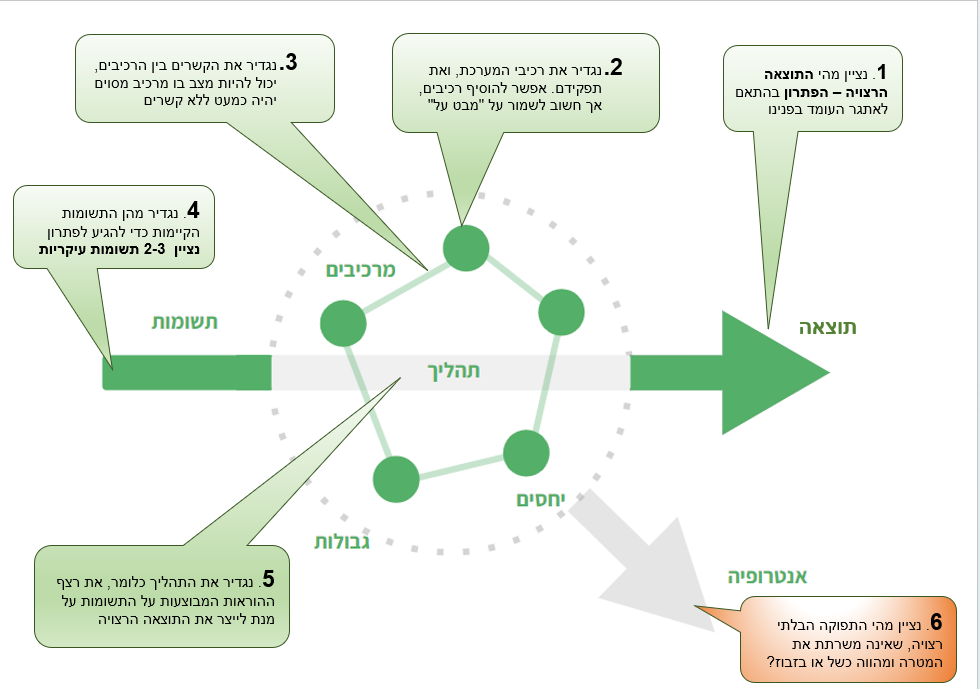 1. נציין מהי התוצאה
הרצויה – הפתרון בהתאם
לאתגר העומד בפנינו
2. נגדיר את רכיבי המערכת, ואת
תפקידם. אפשר להוסיף רכיבים,
אך חשוב לשמור על "מבט על"
3. נגדיר את הקשרים בין הרכיבים,
יכול להיות מצב בו מרכיב מסוים
יהיה כמעט ללא קשרים
4. נגדיר מהן התשומות
הקיימות כדי להגיע לפתרון
נציין 2-3 תשומות עיקריות
מרכיבים
תשומות
תוצאה
תהליך
יחסים
גבולות
אנטרופיה
5. נגדיר את התהליך כלומר, את רצף
ההוראות המבוצעות על התשומות על
מנת לייצר את התוצאה הרצויה
6. נציין מהי התפוקה הבלתי
רצויה, שאינה משרתת את
המטרה ומהווה כשל או בזבוז?